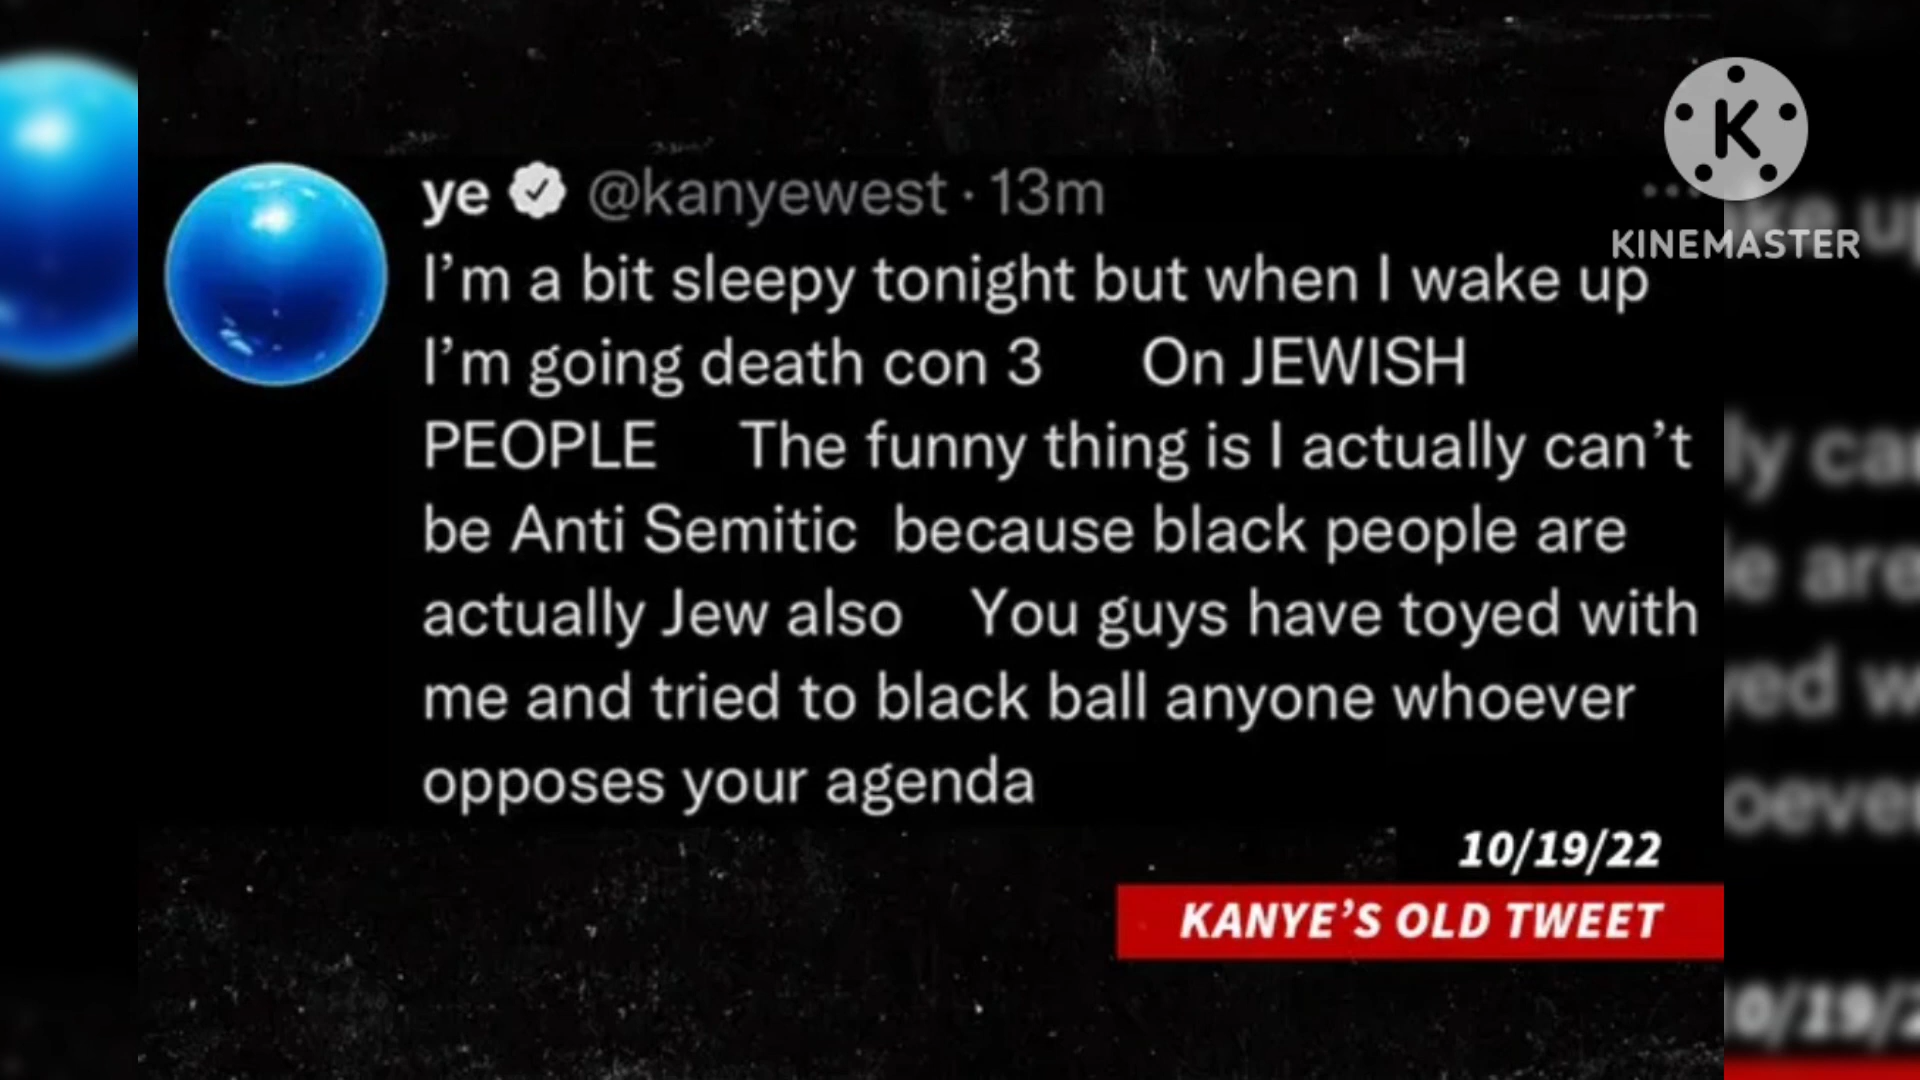 ye @kanyewest · 13m
I'm a bit sleepy tonight but when I wake up
I'm going death con 3 On JEWISH
PEOPLE The funny thing is I actually can't
be Anti Semitic because black people are
actually Jew also You guys have toyed with
me and tried to black ball anyone whoever
opposes your agenda
10/19/22
KANYE'S OLD TWEET
K
KINEMASTER